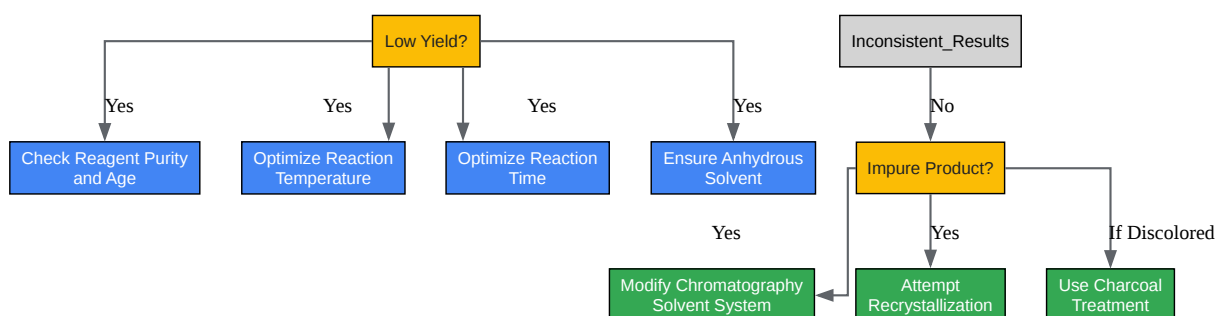 Low Yield?
Inconsistent_Results
Yes
Yes
Yes
Yes
No
Check Reagent Purity
and Age
Optimize Reaction
Temperature
Optimize Reaction
Time
Ensure Anhydrous
Solvent
Impure Product?
Yes
Yes
If Discolored
Modify Chromatography
Solvent System
Attempt
Recrystallization
Use Charcoal
Treatment